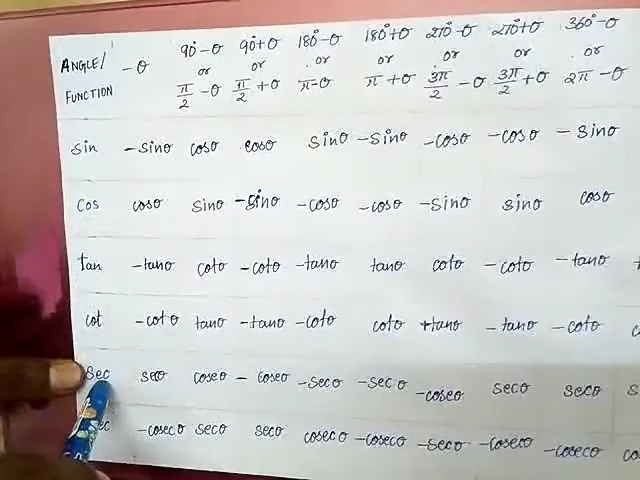 ANGLE/ FUNCTION -θ 90°-θ or π/2 -θ 90°+θ or π/2 +θ 180°-θ or π-θ 180°+θ or π+θ 270°-θ or 3π/2 -θ 270°+θ or 3π/2 +θ 360°-θ or 2π-θ
sin -sinθ cosθ cosθ sinθ -sinθ -cosθ -cosθ -sinθ
cos cosθ sinθ -sinθ -cosθ -cosθ -sinθ sinθ cosθ
tan -tanθ cotθ -cotθ -tanθ tanθ cotθ -cotθ -tanθ
cot -cotθ tanθ -tanθ -cotθ cotθ +tanθ -tanθ -cotθ
sec secθ cosecθ -cosecθ -secθ -secθ -cosecθ secθ secθ
ec -cosecθ secθ secθ cosecθ -cosecθ -secθ -cosecθ -cosecθ